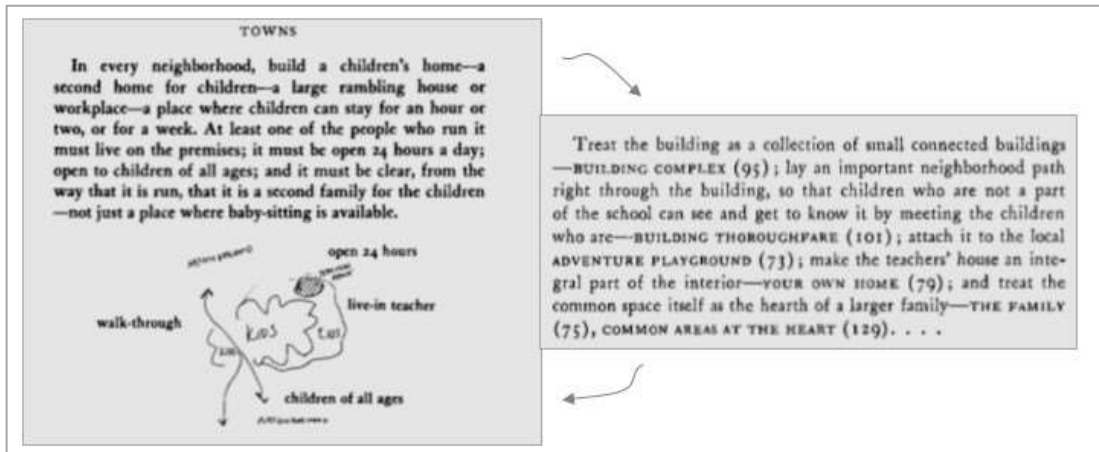 TOWNS
In every neighborhood, build a children's home—a
second home for children—a large rambling house or
workplace—a place where children can stay for an hour or
two, or for a week. At least one of the people who run it
must live on the premises; it must be open 24 hours a day;
open to children of all ages; and it must be clear, from the
way that it is run, that it is a second family for the children
—not just a place where baby-sitting is available.
open 24 hours
live-in teacher
walk-through
KIDS
children of all ages
Treat the building as a collection of small connected buildings
—BUILDING COMPLEX (95); lay an important neighborhood path
right through the building, so that children who are not a part
of the school can see and get to know it by meeting the children
who are—BUILDING THOROUGHFARE (101); attach it to the local
ADVENTURE PLAYGROUND (73); make the teachers' house an inte-
gral part of the interior—YOUR OWN HOME (79); and treat the
common space itself as the hearth of a larger family—THE FAMILY
(75), COMMON AREAS AT THE HEART (129). . . .